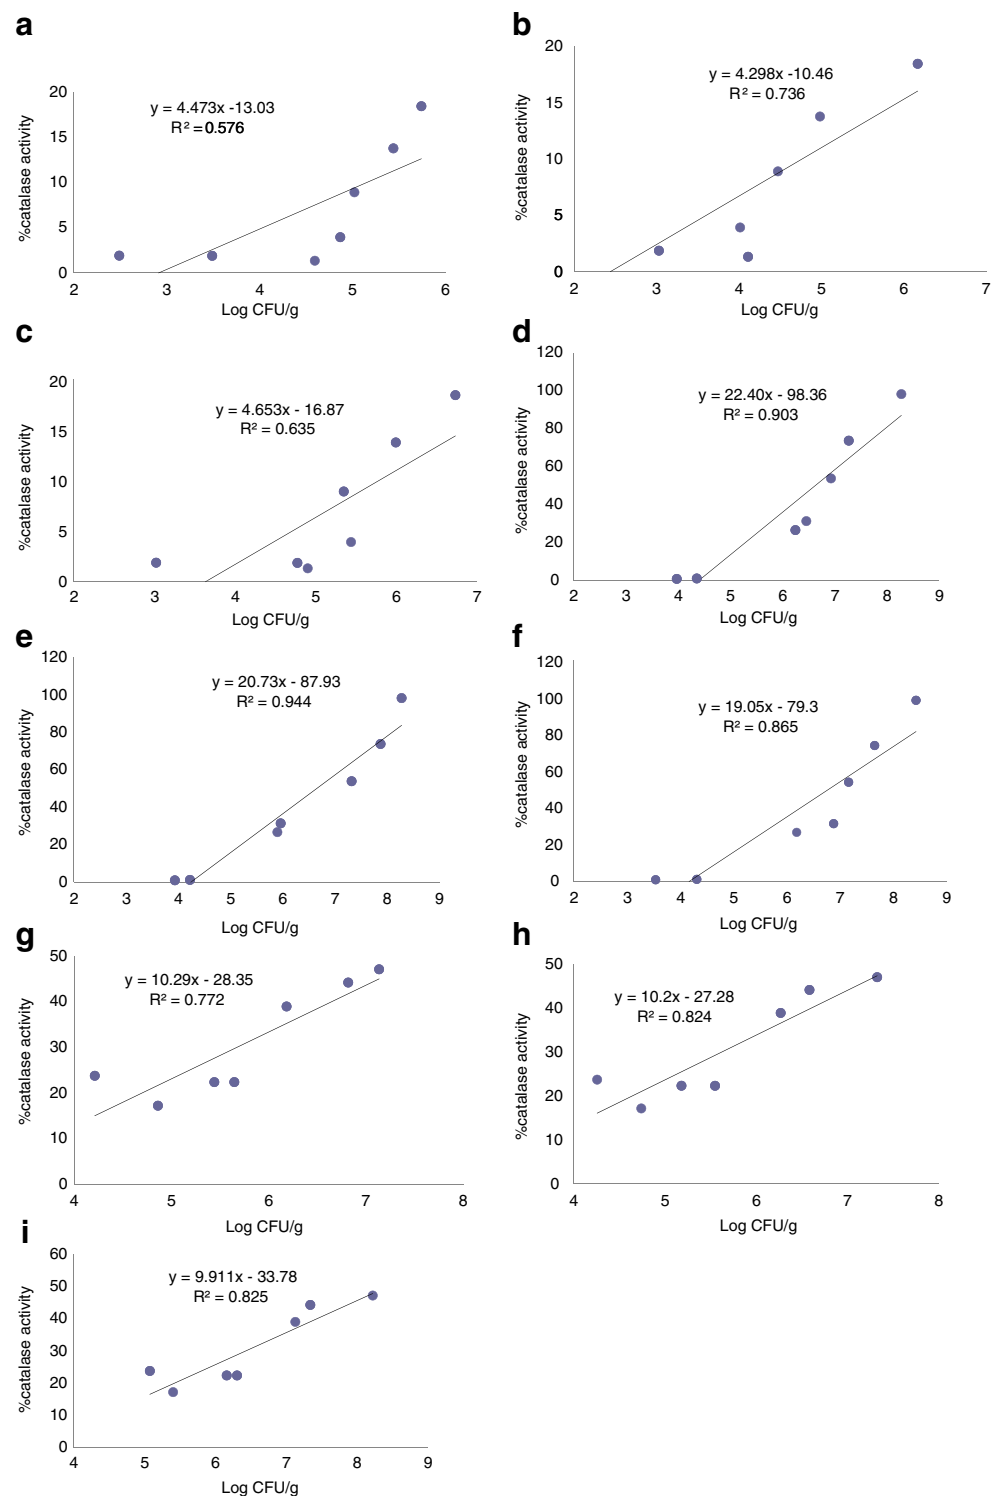 a
20
15
10
5
0
%catalase activity
y = 4.473x -13.03
R² = 0.576
2 3 4 5 6
Log CFU/g
b
20
15
10
5
0
%catalase activity
y = 4.298x -10.46
R² = 0.736
2 3 4 5 6 7
Log CFU/g
c
20
15
10
5
0
%catalase activity
y = 4.653x - 16.87
R² = 0.635
2 3 4 5 6 7
Log CFU/g
d
120
100
80
60
40
20
0
%catalase activity
y = 22.40x - 98.36
R² = 0.903
2 3 4 5 6 7 8 9
Log CFU/g
e
120
100
80
60
40
20
0
%catalase activity
y = 20.73x - 87.93
R² = 0.944
2 3 4 5 6 7 8 9
Log CFU/g
f
120
100
80
60
40
20
0
%catalase activity
y = 19.05x - 79.3
R² = 0.865
2 3 4 5 6 7 8 9
Log CFU/g
g
50
40
30
20
10
0
%catalase activity
y = 10.29x - 28.35
R² = 0.772
4 5 6 7 8
Log CFU/g
h
50
40
30
20
10
0
%catalase activity
y = 10.2x - 27.28
R² = 0.824
4 5 6 7 8
Log CFU/g
i
60
50
40
30
20
10
0
%catalase activity
y = 9.911x - 33.78
R² = 0.825
4 5 6 7 8 9
Log CFU/g